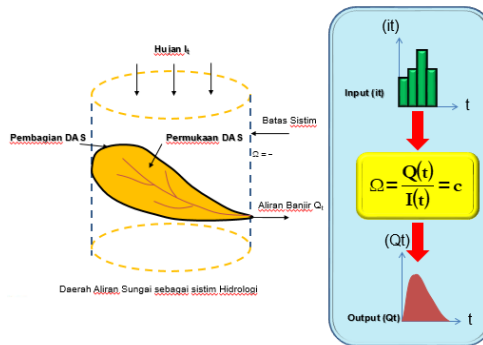 Hujan It
Batas Sistim
Pembagian DAS
Permukaan DAS
Ω = –
Aliran Banjir Qt
Daerah Aliran Sungai sebagai sistim Hidrologi
(it)
Input (it)
t
Ω = Q(t) / I(t) = c
(Qt)
Output (Qt)
t